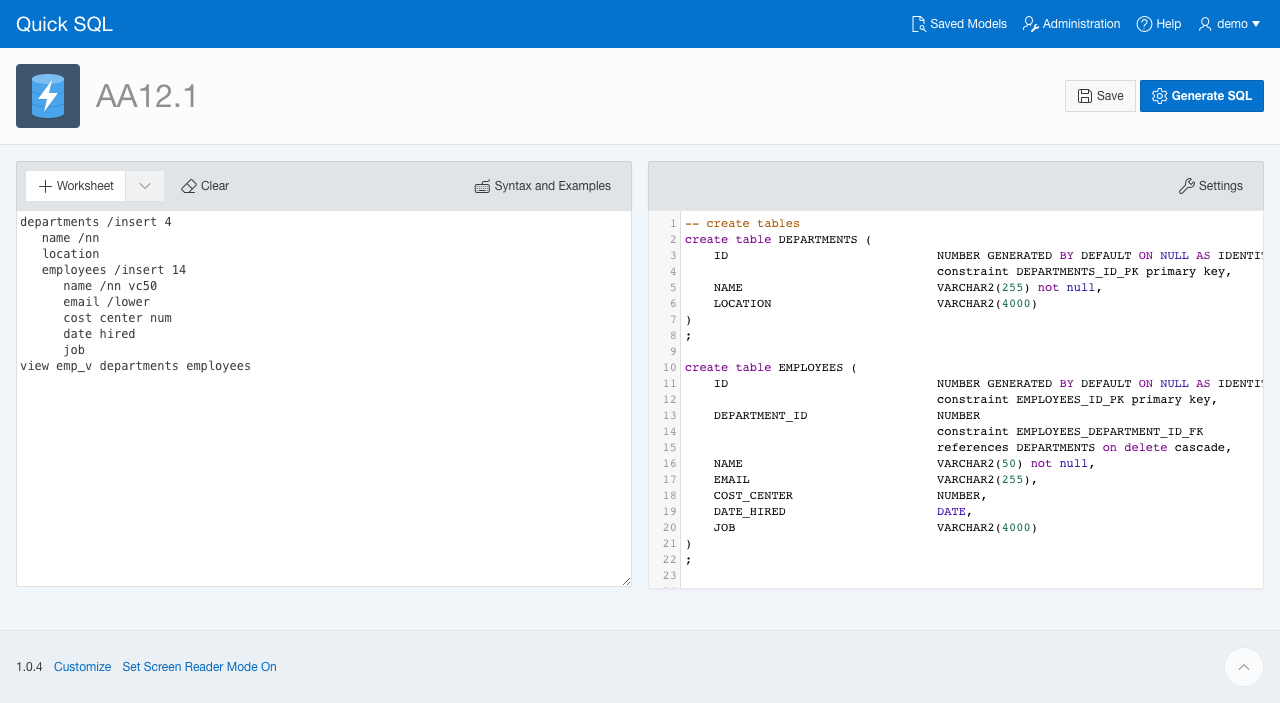 Quick SQL
Saved Models
Administration
Help
demo
AA12.1
Save
Generate SQL
Worksheet
Clear
Syntax and Examples
departments /insert 4
   name /nn
   location
   employees /insert 14
      name /nn vc50
      email /lower
      cost center num
      date hired
      job
view emp_v departments employees
Settings
1 -- create tables
2 create table DEPARTMENTS (
3     ID                             NUMBER GENERATED BY DEFAULT ON NULL AS
4                                    constraint DEPARTMENTS_ID_PK primary key,
5     NAME                           VARCHAR2(255) not null,
6     LOCATION                       VARCHAR2(4000)
7 )
8 ;
9
10 create table EMPLOYEES (
11     ID                             NUMBER GENERATED BY DEFAULT ON NULL AS
12                                    constraint EMPLOYEES_ID_PK primary key,
13     DEPARTMENT_ID                  NUMBER
14                                    constraint EMPLOYEES_DEPARTMENT_ID_FK
15                                    references DEPARTMENTS on delete cascade,
16     NAME                           VARCHAR2(50) not null,
17     EMAIL                          VARCHAR2(255),
18     COST_CENTER                    NUMBER,
19     DATE_HIRED                     DATE,
20     JOB                            VARCHAR2(4000)
21 )
22 ;
23
1.0.4 Customize Set Screen Reader Mode On